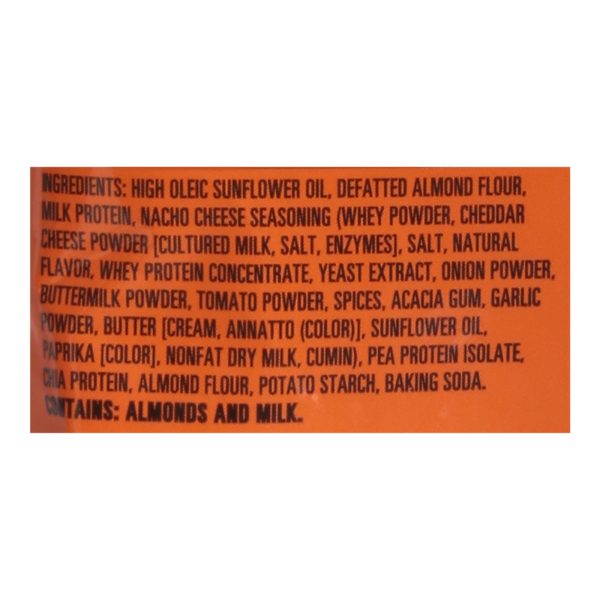 INGREDIENTS: HIGH OLEIC SUNFLOWER OIL, DEFATTED ALMOND FLOUR,
MILK PROTEIN, NACHO CHEESE SEASONING (WHEY POWDER, CHEDDAR
CHEESE POWDER [CULTURED MILK, SALT, ENZYMES], SALT, NATURAL
FLAVOR, WHEY PROTEIN CONCENTRATE, YEAST EXTRACT, ONION POWDER,
BUTTERMILK POWDER, TOMATO POWDER, SPICES, ACACIA GUM, GARLIC
POWDER, BUTTER [CREAM, ANNATTO (COLOR)], SUNFLOWER OIL,
PAPRIKA [COLOR], NONFAT DRY MILK, CUMIN), PEA PROTEIN ISOLATE,
CHIA PROTEIN, ALMOND FLOUR, POTATO STARCH, BAKING SODA.
CONTAINS: ALMONDS AND MILK.